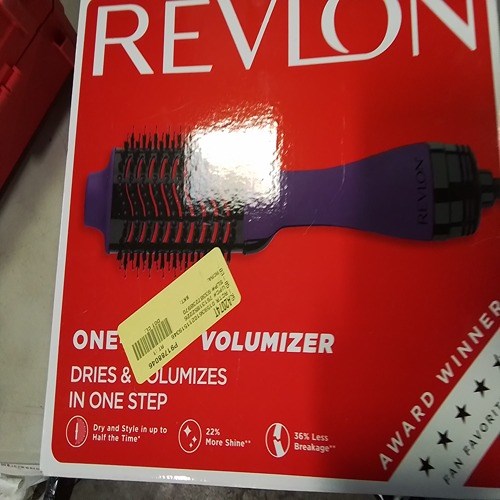 REVLON
REVLON
ONE-
VOLUMIZER
DRIES &
OLUMIZES
IN ONE STEP
Dry and Style in up to
Half the Time*
22%
More Shine**
36% Less
Breakage**
AWARD WINNER
FAN FAVORIT